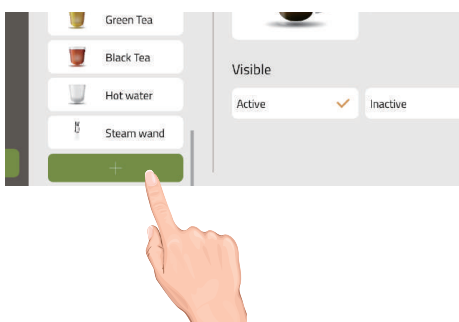 Green Tea
Black Tea
Hot water
Steam wand
+
Visible
Active
Inactive